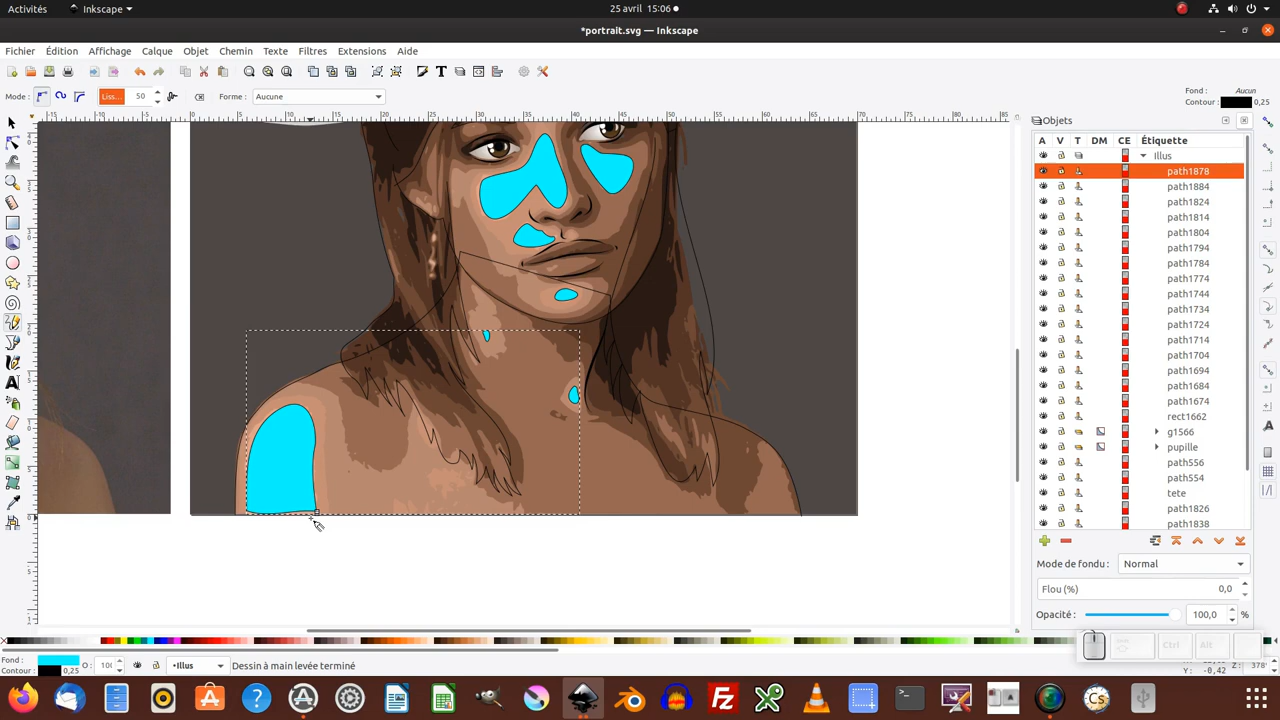 Activités
Inkscape
25 avril 15:06
*portrait.svg — Inkscape
Fichier Édition Affichage Calque Objet Chemin Texte Filtres Extensions Aide
Mode : Liss... 50 Forme : Aucune
Fond : Aucun
Contour : 0,25
Objets
A V T DM CE Étiquette
Illus
path1878
path1884
path1824
path1814
path1804
path1794
path1784
path1774
path1744
path1734
path1724
path1714
path1704
path1684
path1674
rect1662
g1566
pupille
path556
path554
tete
path1826
path1838
Mode de fondu : Normal
Flou (%) 0,0
Opacité : 100,0 %
Ctrl Alt
Fond :
Contour : 0,25
O :
•Illus
Dessin à main levée terminé
Y: -0,42
Z: